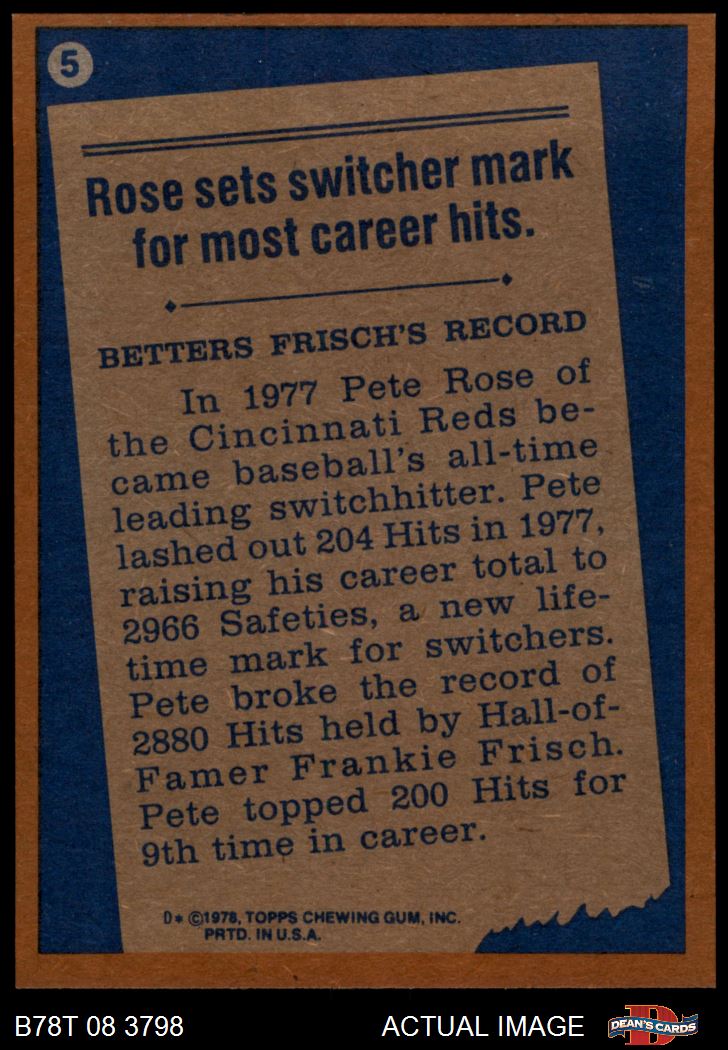 5
Rose sets switcher mark
for most career hits.
BETTERS FRISCH'S RECORD
In 1977 Pete Rose of
the Cincinnati Reds be-
came baseball's all-time
leading switchhitter. Pete
lashed out 204 Hits in 1977,
raising his career total to
2966 Safeties, a new life-
time mark for switchers.
Pete broke the record of
2880 Hits held by Hall-of-
Famer Frankie Frisch.
Pete topped 200 Hits for
9th time in career.
D* ©1978, TOPPS CHEWING GUM, INC.
PRTD. IN U.S.A.
B78T 08 3798
ACTUAL IMAGE
D
DEAN'S CARDS